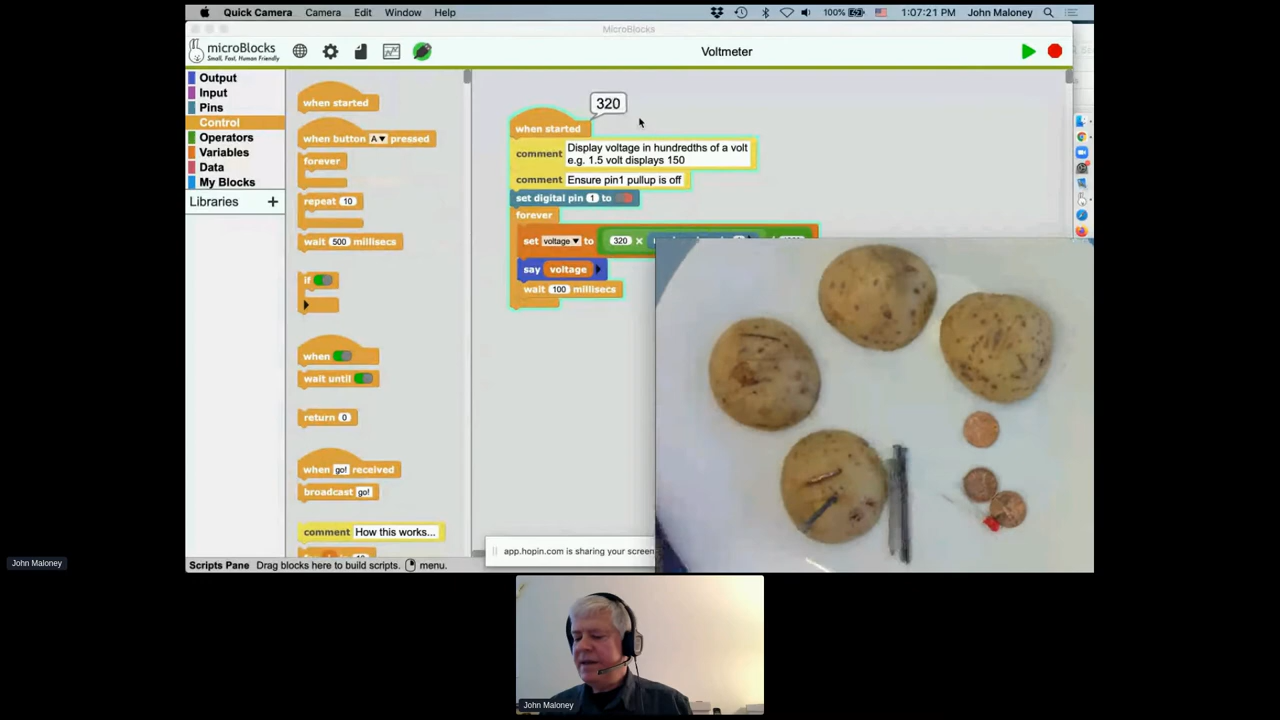 Quick Camera Camera Edit Window Help 100% 1:07:21 PM John Maloney
MicroBlocks
microBlocks
Small, Fast, Human Friendly
Voltmeter
Output
Input
Pins
Control
Operators
Variables
Data
My Blocks
Libraries +
when started
when button A pressed
forever
repeat 10
wait 500 millisecs
if
when
wait until
return 0
when go! received
broadcast go!
comment How this works...
320
when started
comment Display voltage in hundredths of a volt
e.g. 1.5 volt displays 150
comment Ensure pin1 pullup is off
set digital pin 1 to
forever
set voltage to 320 ×
say voltage
wait 100 millisecs
app.hopin.com is sharing your screen
Scripts Pane Drag blocks here to build scripts. menu.
John Maloney
John Maloney